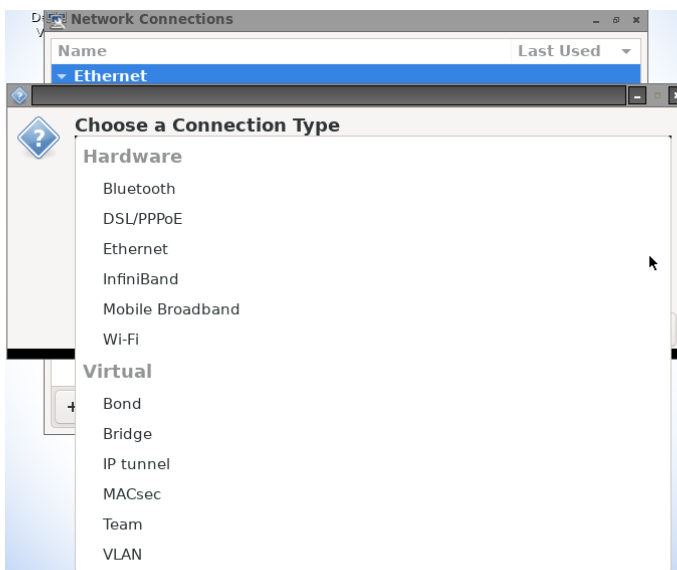 Network Connections
Name Last Used
Ethernet
Choose a Connection Type
Hardware
Bluetooth
DSL/PPPoE
Ethernet
InfiniBand
Mobile Broadband
Wi-Fi
Virtual
Bond
Bridge
IP tunnel
MACsec
Team
VLAN